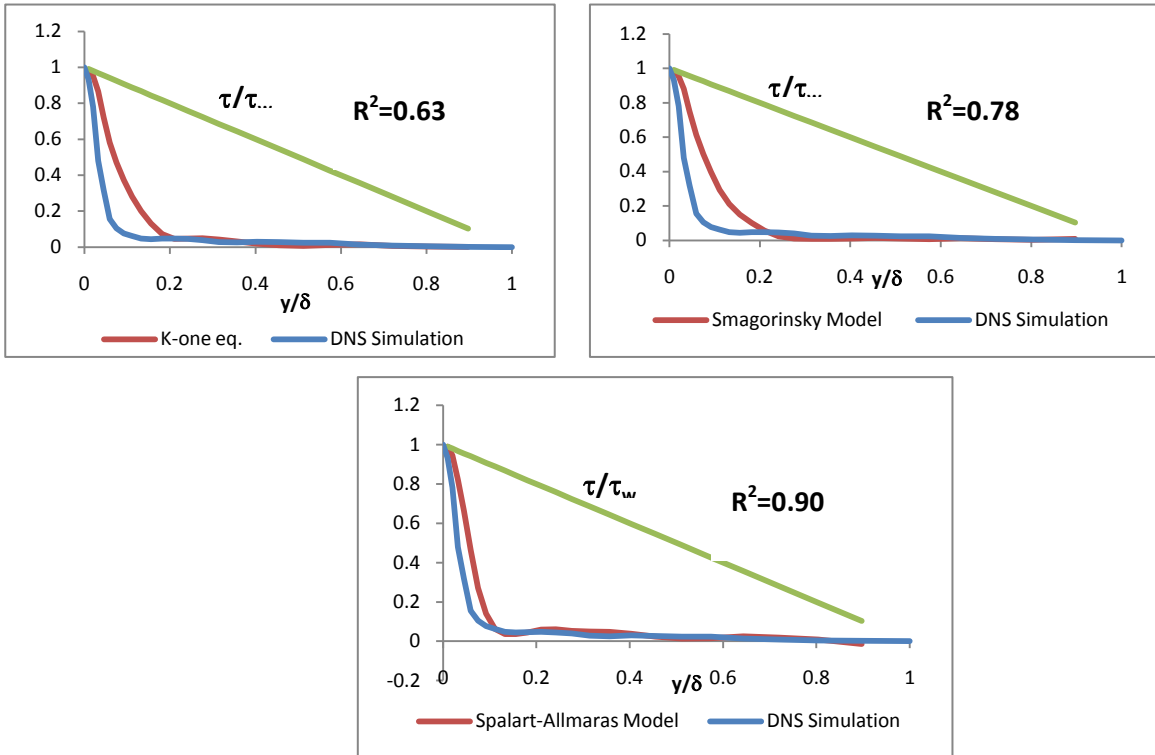 1.2
1
0.8
0.6
0.4
0.2
0
0 0.2 0.4 0.6 0.8 1
τ/τ...
R²=0.63
y/δ
K-one eq. DNS Simulation
1.2
1
0.8
0.6
0.4
0.2
0
0 0.2 0.4 0.6 0.8 1
τ/τ...
R²=0.78
y/δ
Smagorinsky Model DNS Simulation
1.2
1
0.8
0.6
0.4
0.2
0
-0.2
0 0.2 0.4 0.6 0.8 1
τ/τw
R²=0.90
y/δ
Spalart-Allmaras Model DNS Simulation